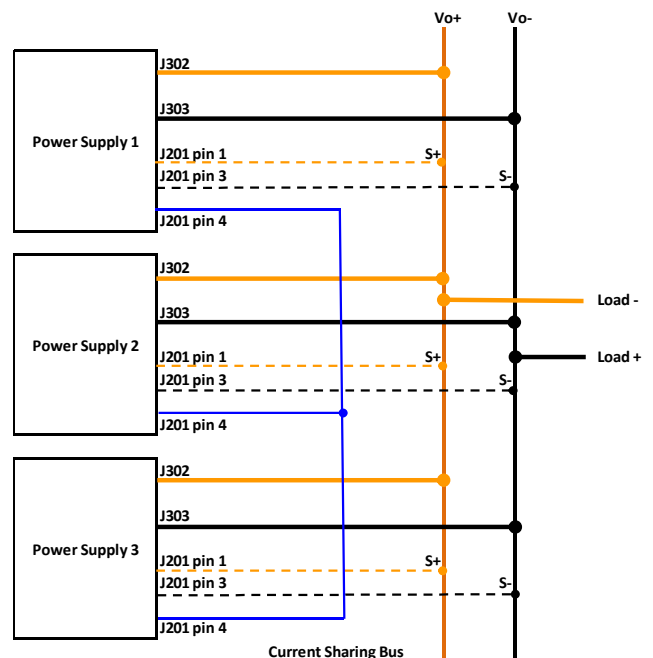 Vo+ Vo-
J302
J303
Power Supply 1
J201 pin 1 S+
J201 pin 3 S-
J201 pin 4
J302
Load -
J303
Power Supply 2
J201 pin 1 S+
Load +
J201 pin 3 S-
J201 pin 4
J302
J303
Power Supply 3
J201 pin 1 S+
J201 pin 3 S-
J201 pin 4
Current Sharing Bus